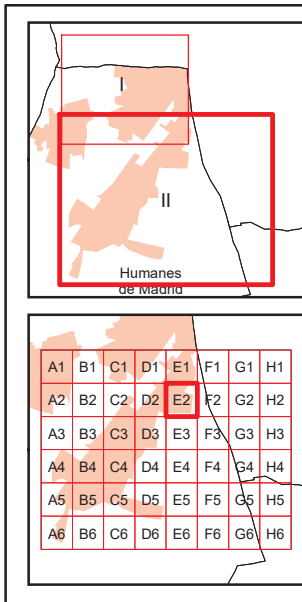 I
II
Humanes
de Madrid
A1 B1 C1 D1 E1 F1 G1 H1
A2 B2 C2 D2 E2 F2 G2 H2
A3 B3 C3 D3 E3 F3 G3 H3
A4 B4 C4 D4 E4 F4 G4 H4
A5 B5 C5 D5 E5 F5 G5 H5
A6 B6 C6 D6 E6 F6 G6 H6